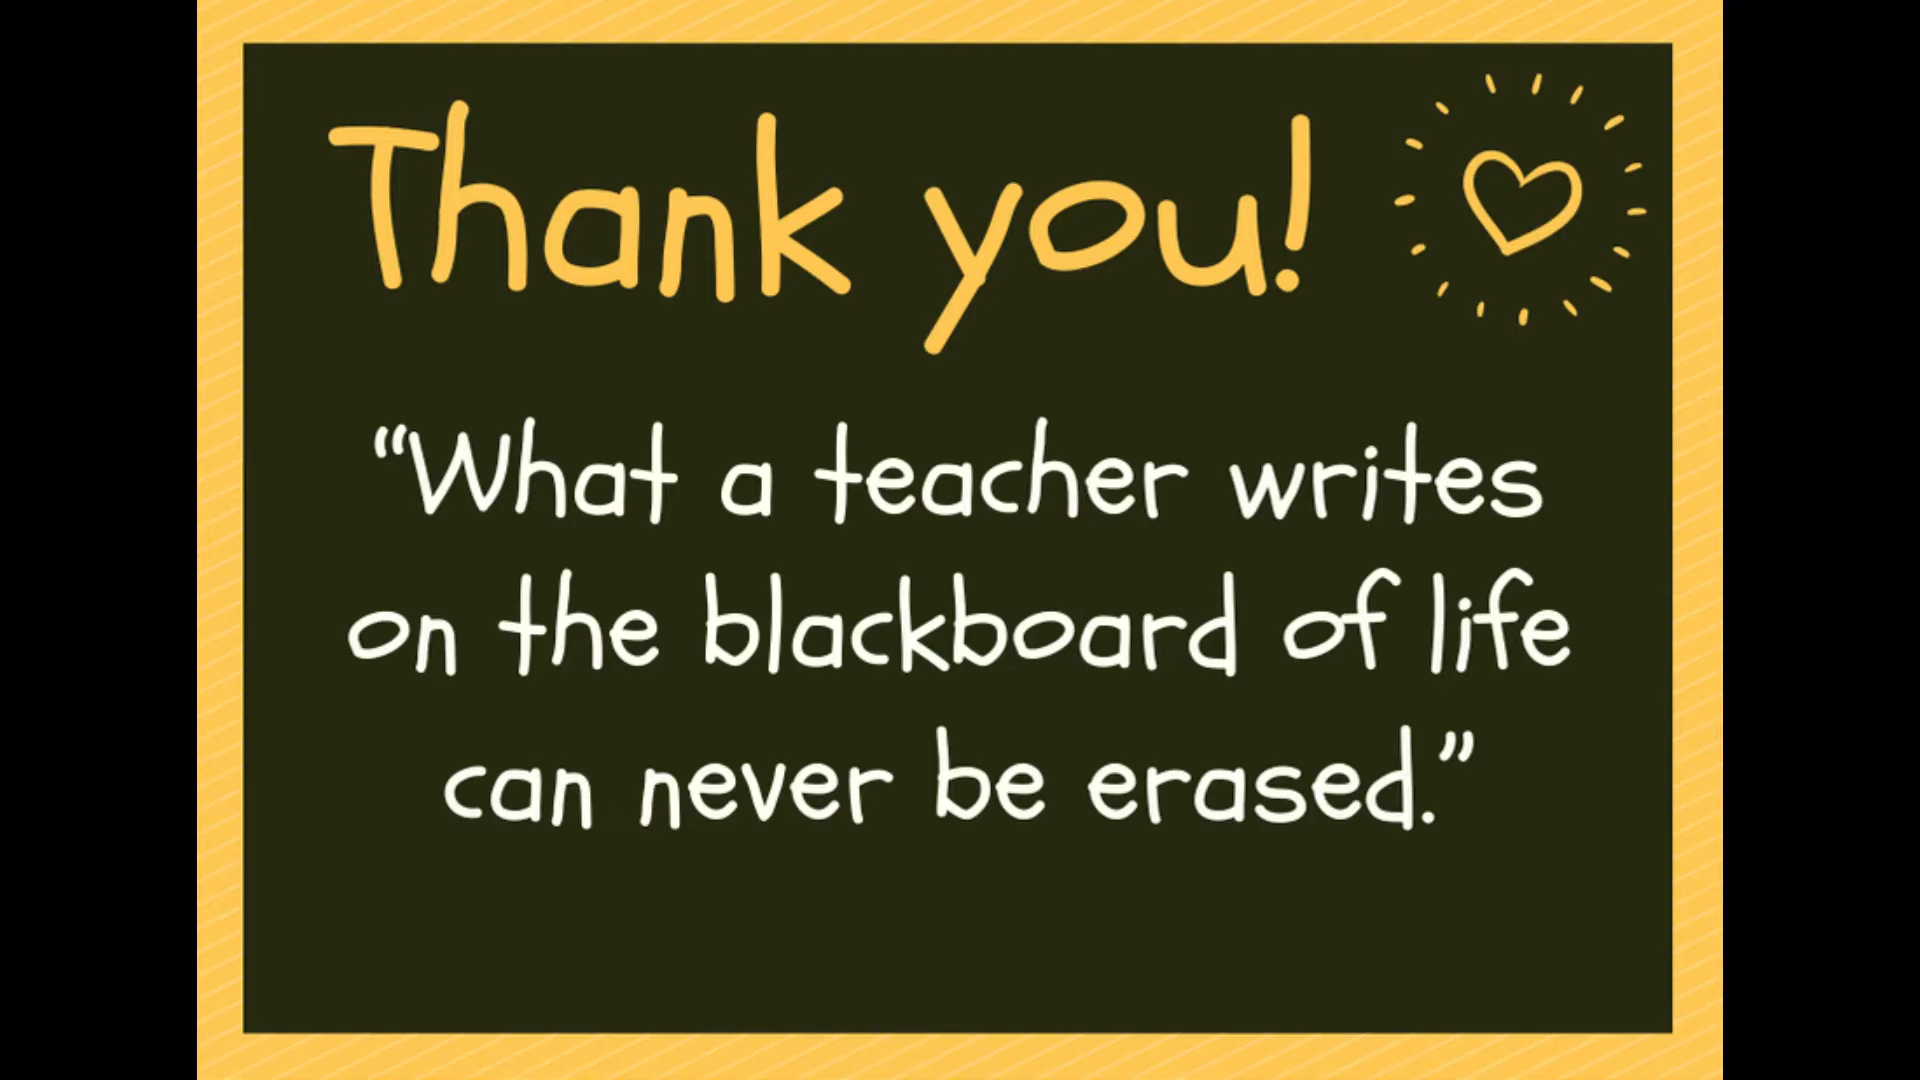 Thank you!
“What a teacher writes
on the blackboard of life
can never be erased.”